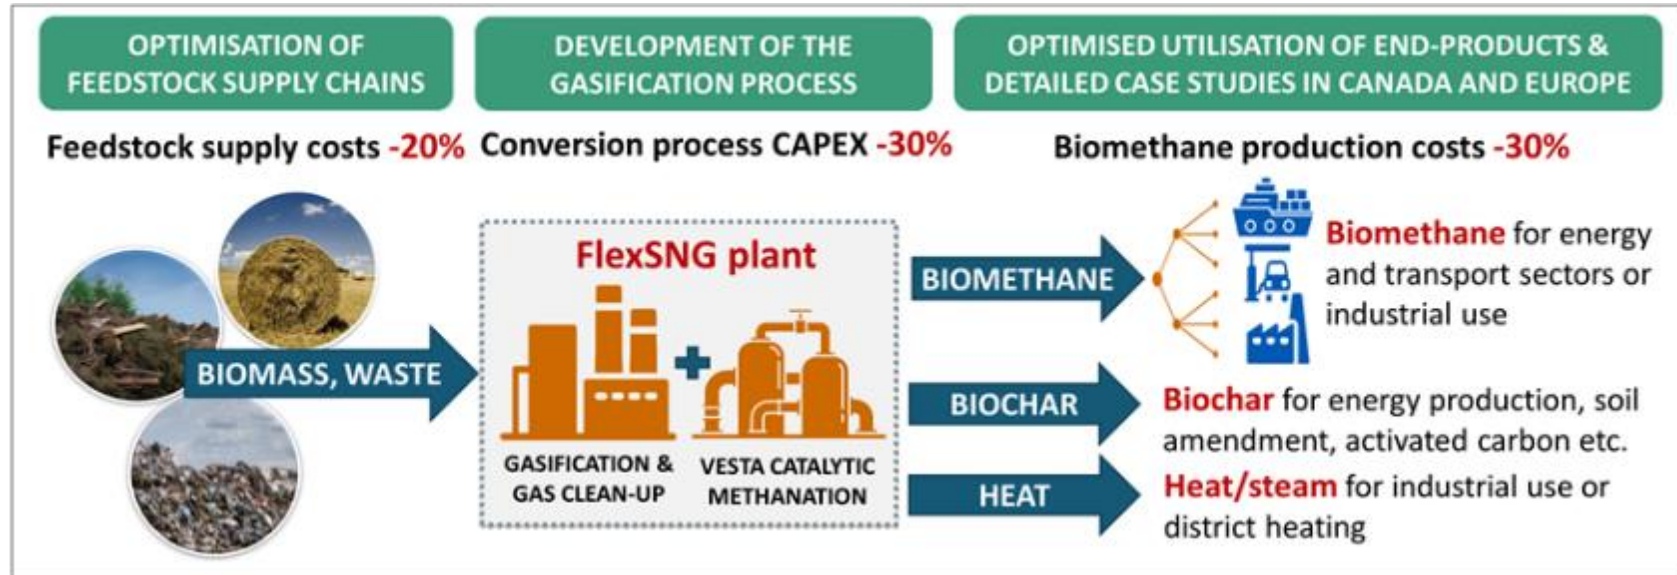 OPTIMISATION OF
FEEDSTOCK SUPPLY CHAINS
DEVELOPMENT OF THE
GASIFICATION PROCESS
OPTIMISED UTILISATION OF END-PRODUCTS &
DETAILED CASE STUDIES IN CANADA AND EUROPE
Feedstock supply costs -20%
Conversion process CAPEX -30%
Biomethane production costs -30%
BIOMASS, WASTE
FlexSNG plant
GASIFICATION &
GAS CLEAN-UP
VESTA CATALYTIC
METHANATION
BIOMETHANE
Biomethane for energy
and transport sectors or
industrial use
BIOCHAR
Biochar for energy production, soil
amendment, activated carbon etc.
HEAT
Heat/steam for industrial use or
district heating